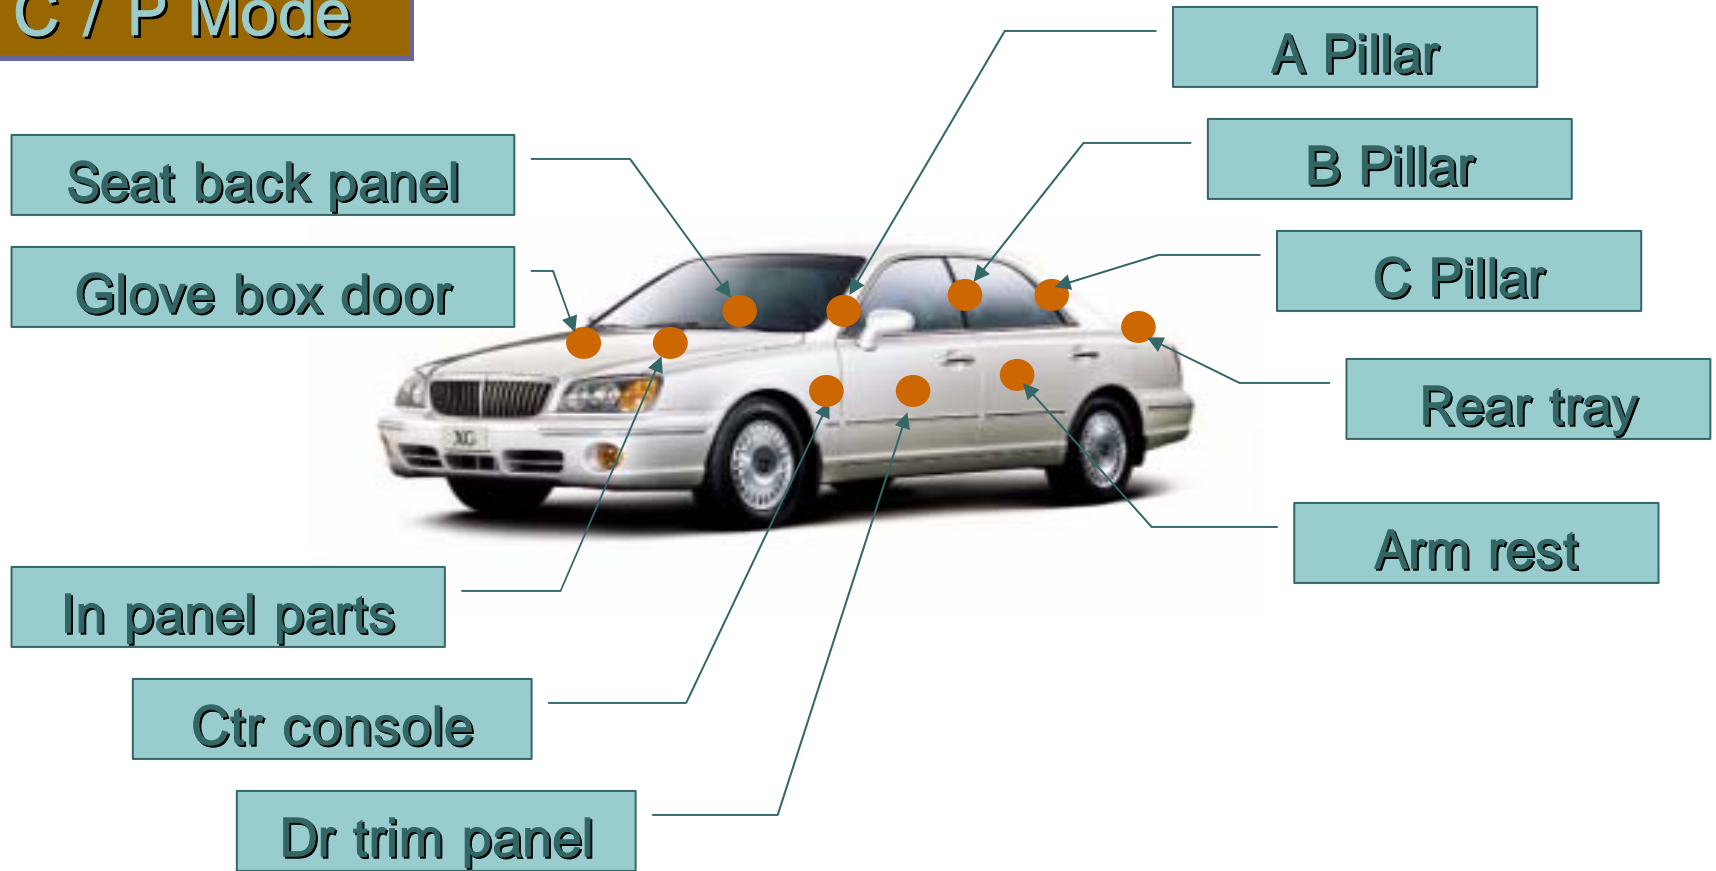 C / P Mode
A Pillar
B Pillar
Seat back panel
C Pillar
Glove box door
Rear tray
XG
Arm rest
In panel parts
Ctr console
Dr trim panel